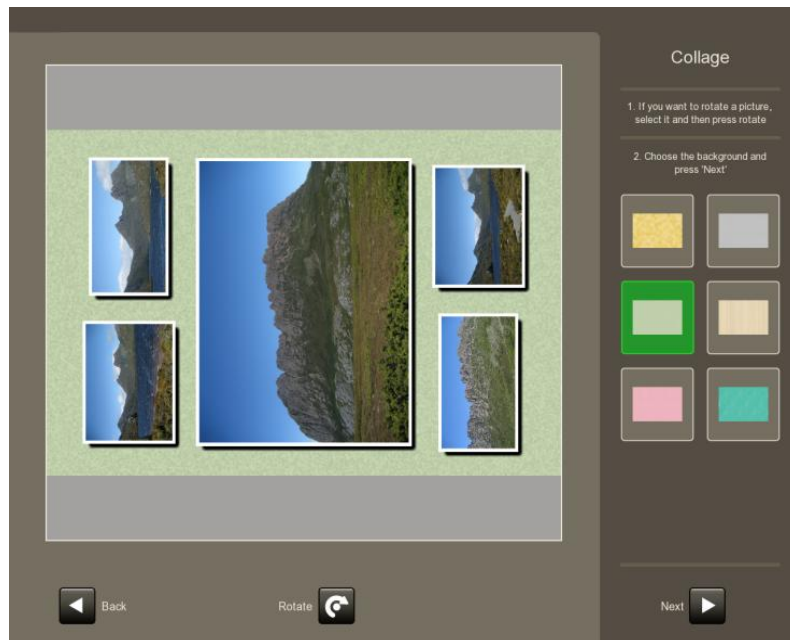 Collage
1. If you want to rotate a picture,
select it and then press rotate
2. Choose the background and
press 'Next'
Back
Rotate
Next